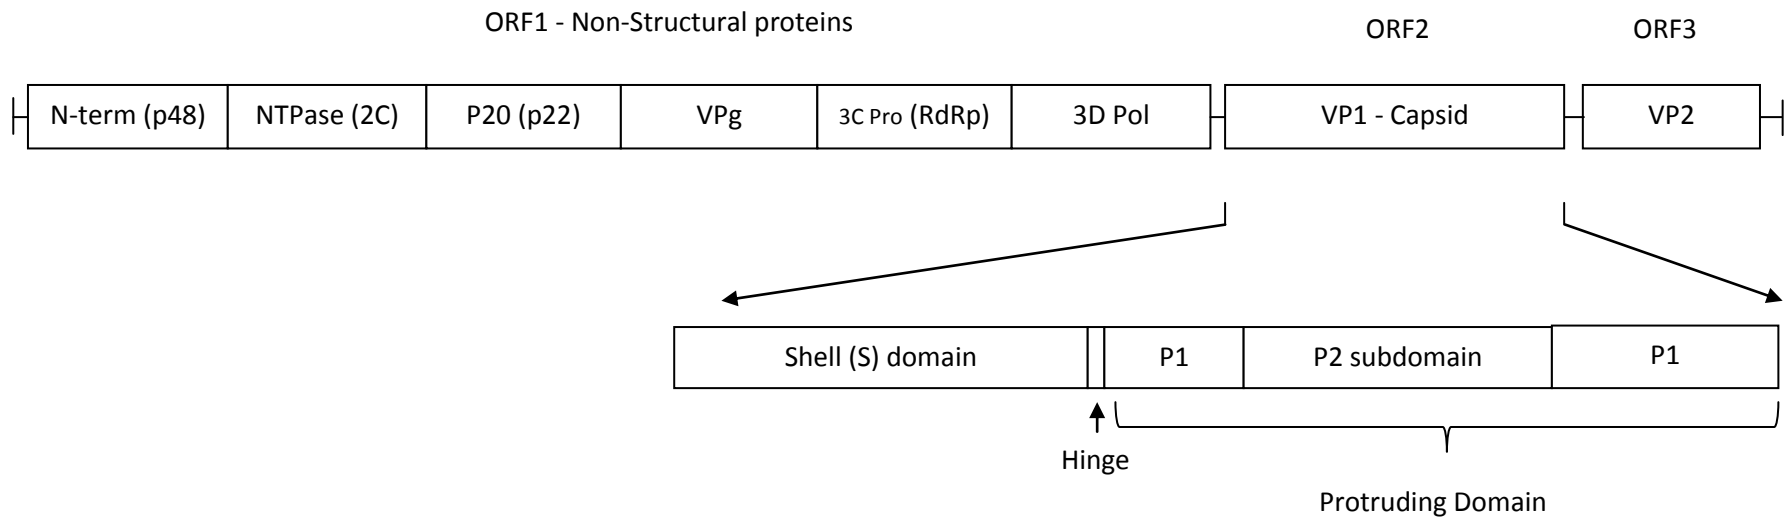 ORF1 - Non-Structural proteins
ORF2
ORF3
N-term (p48)
NTPase (2C)
P20 (p22)
VPg
3C Pro (RdRp)
3D Pol
VP1 - Capsid
VP2
Shell (S) domain
P1
P2 subdomain
P1
Hinge
Protruding Domain